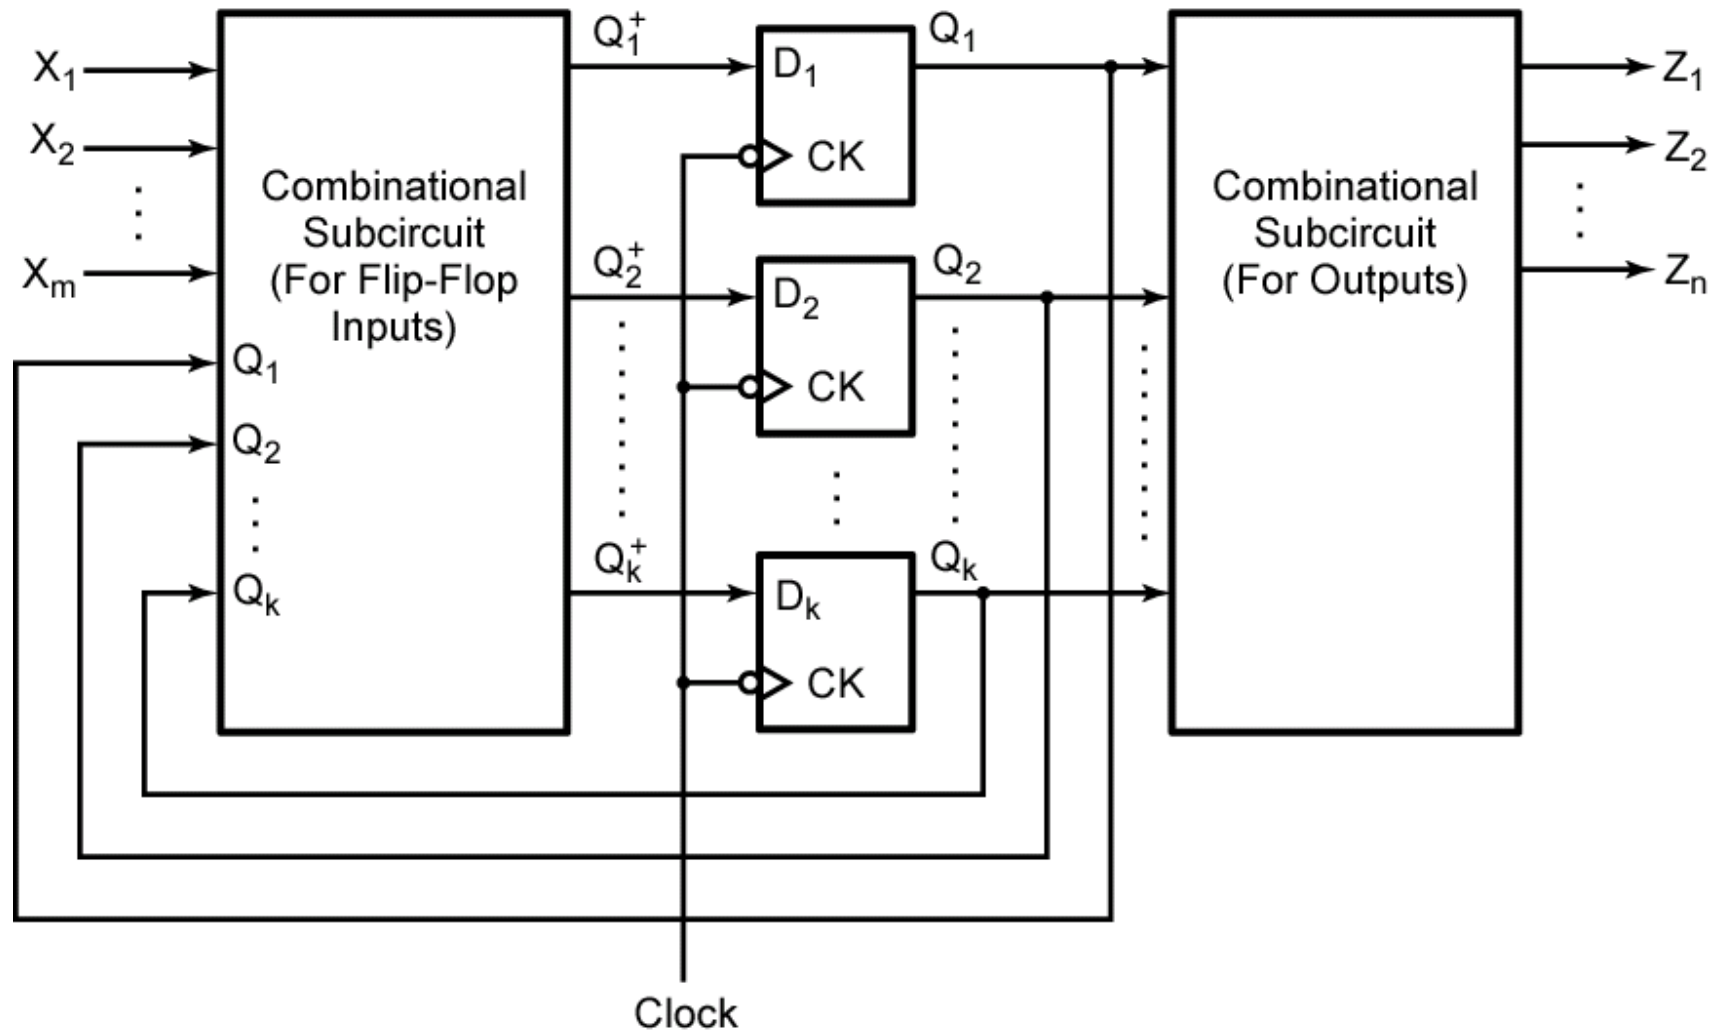 X₁
X₂
Xₘ
Q₁
Q₂
Qₖ
Combinational
Subcircuit
(For Flip-Flop
Inputs)
Q₁⁺
Q₂⁺
Qₖ⁺
D₁
CK
D₂
CK
Dₖ
CK
Q₁
Q₂
Qₖ
Combinational
Subcircuit
(For Outputs)
Z₁
Z₂
Zₙ
Clock